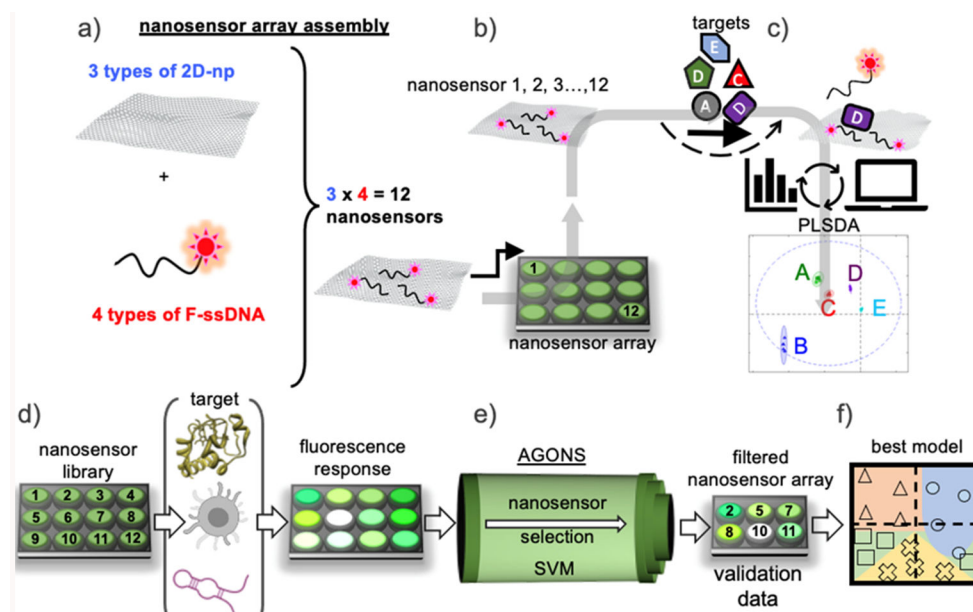 a)
nanosensor array assembly
3 types of 2D-np
+
4 types of F-ssDNA
3 x 4 = 12
nanosensors
b)
nanosensor 1, 2, 3...,12
1
12
nanosensor array
targets
E
D
C
A
D
c)
D
PLSDA
A
D
C
E
B
d)
nanosensor
library
1 2 3 4
5 6 7 8
9 10 11 12
target
fluorescence
response
e)
AGONS
nanosensor
selection
SVM
filtered
nanosensor array
2 5 7
8 10 11
validation
data
f)
best model